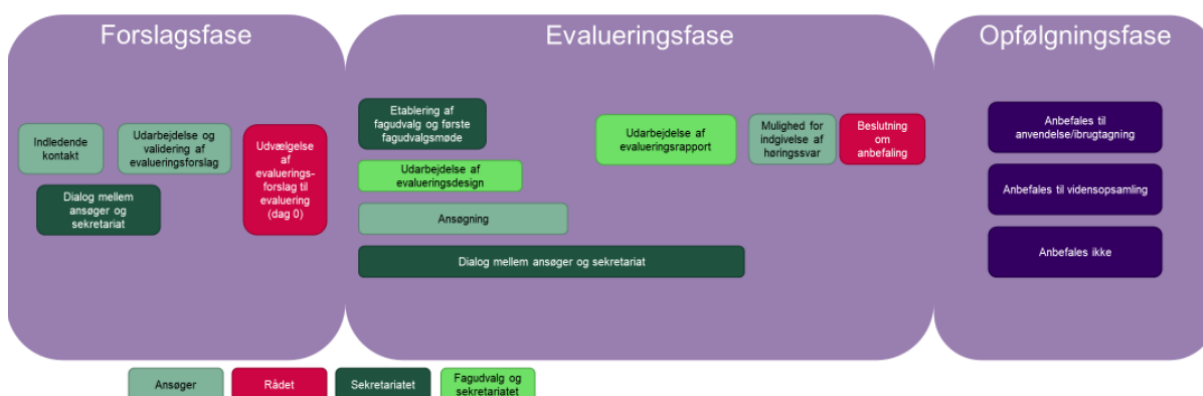 Forslagsfase
Evalueringsfase
Opfølgningsfase
Indledende
kontakt
Udarbejdelse og
validering af
evalueringsforslag
Dialog mellem
ansøger og
sekretariat
Udvælgelse
af
evaluerings-
forslag til
evaluering
(dag 0)
Etablering af
fagudvalg og første
fagudvalgsmøde
Udarbejdelse af
evalueringsdesign
Ansøgning
Dialog mellem ansøger og sekretariat
Udarbejdelse af
evalueringsrapport
Mulighed for
indgivelse af
høringssvar
Beslutning
om
anbefaling
Anbefales til
anvendelse/ibrugtagning
Anbefales til vidensopsamling
Anbefales ikke
Ansøger
Rådet
Sekretariatet
Fagudvalg og
sekretariatet